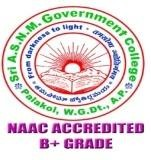 Sri A.S.N.M. Government College
From darkness to light -
Palakol, W.G.Dt., A.P.
NAAC ACCREDITED
B+ GRADE